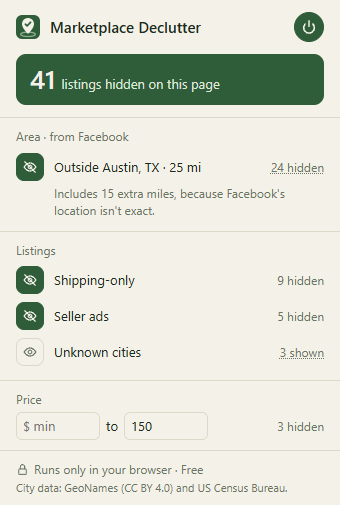 Marketplace Declutter
41 listings hidden on this page
Area · from Facebook
Outside Austin, TX · 25 mi 24 hidden
Includes 15 extra miles, because Facebook's
location isn't exact.
Listings
Shipping-only 9 hidden
Seller ads 5 hidden
Unknown cities 3 shown
Price
$ min to 150 3 hidden
Runs only in your browser · Free
City data: GeoNames (CC BY 4.0) and US Census Bureau.